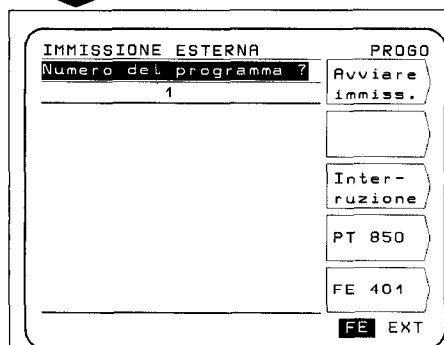 IMMISSIONE ESTERNA PROGO
Numero del programma ?
1
Avviare
immiss.
Inter-
ruzione
PT 850
FE 401
FE EXT